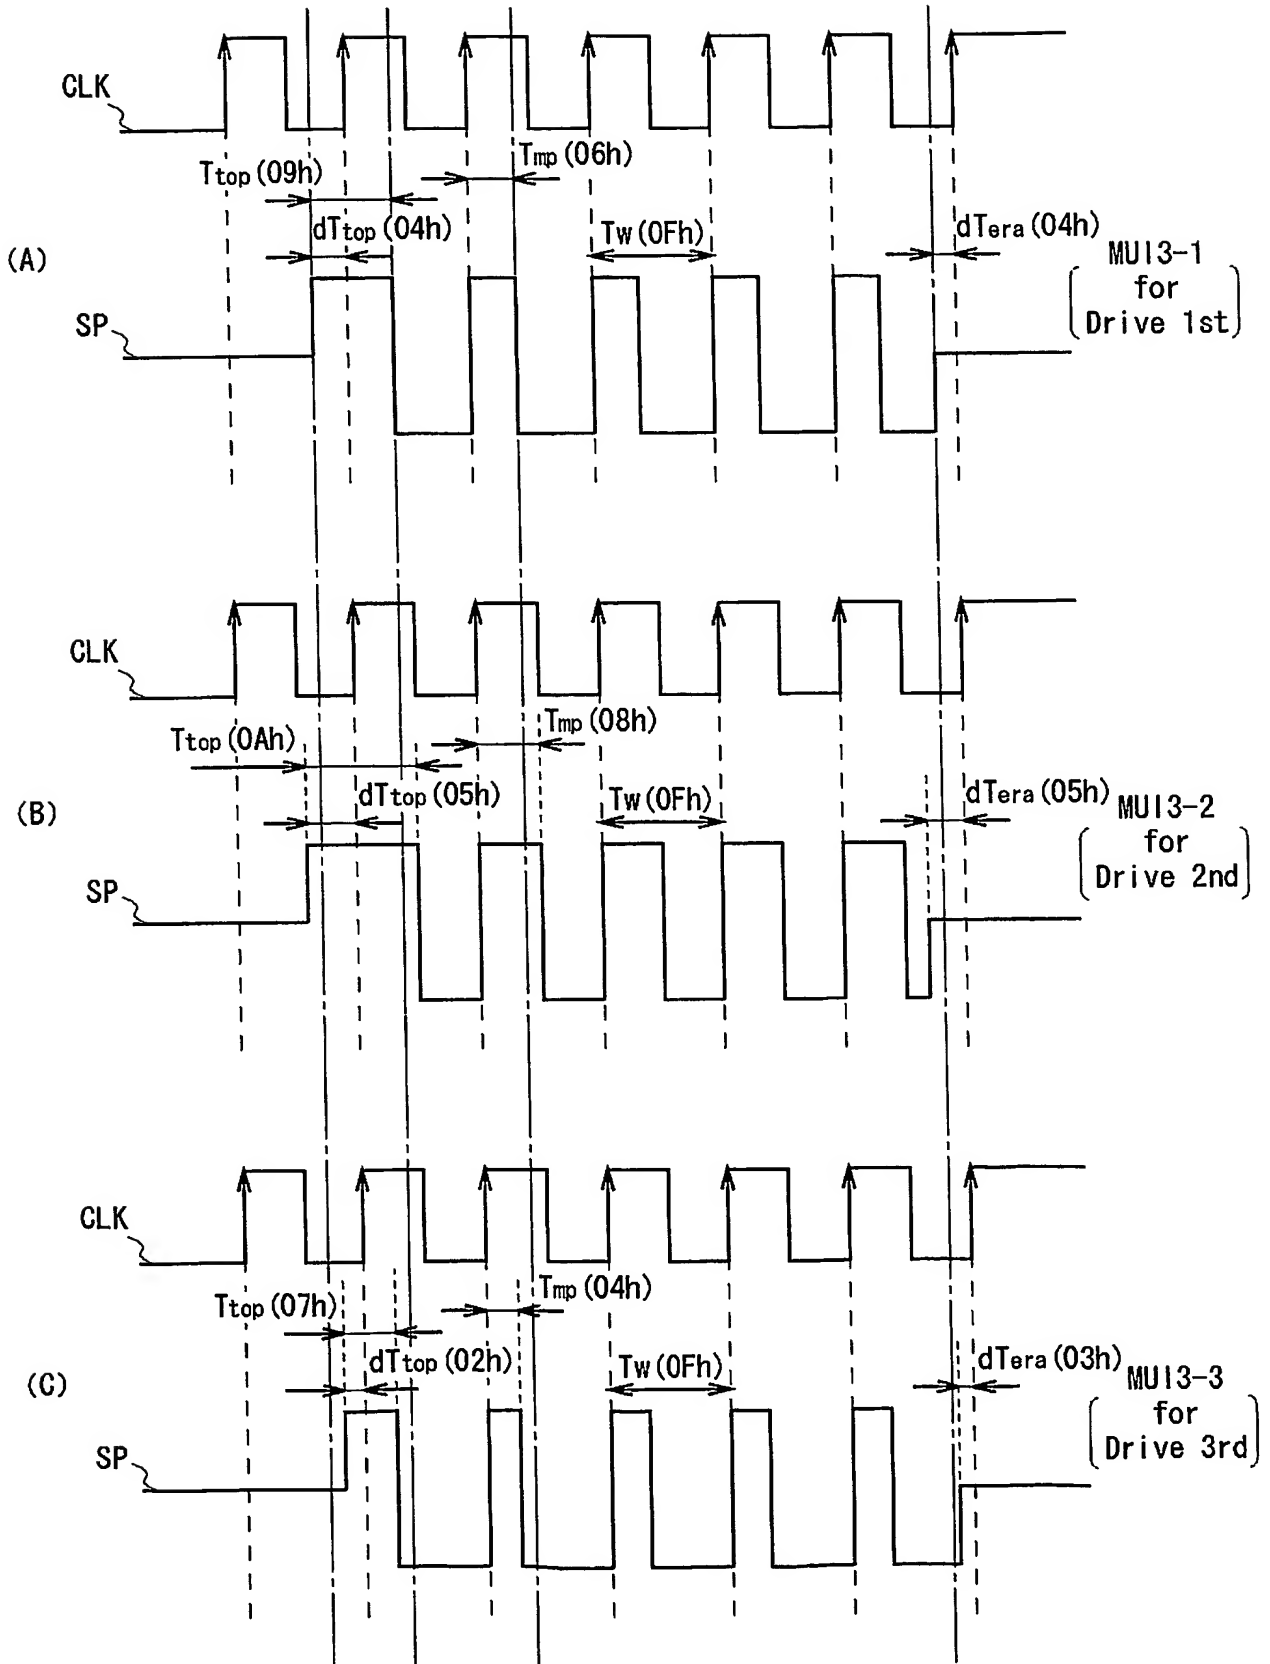 CLK
Ttop(09h)
Tmp(06h)
dTtop(04h)
Tw(0Fh)
dTera(04h)
(A)
MUI3-1
for
Drive 1st
SP
CLK
Ttop(0Ah)
Tmp(08h)
dTtop(05h)
Tw(0Fh)
dTera(05h)
(B)
MUI3-2
for
Drive 2nd
SP
CLK
Ttop(07h)
Tmp(04h)
dTtop(02h)
Tw(0Fh)
dTera(03h)
(C)
MUI3-3
for
Drive 3rd
SP